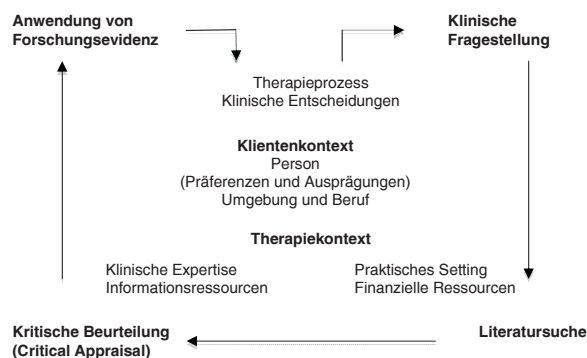 Anwendung von
Forschungsevidenz
Klinische
Fragestellung
Therapieprozess
Klinische Entscheidungen
Klientenkontext
Person
(Präferenzen und Ausprägungen)
Umgebung und Beruf
Therapiekontext
Klinische Expertise
Informationsressourcen
Praktisches Setting
Finanzielle Ressourcen
Kritische Beurteilung
(Critical Appraisal)
Literatursuche